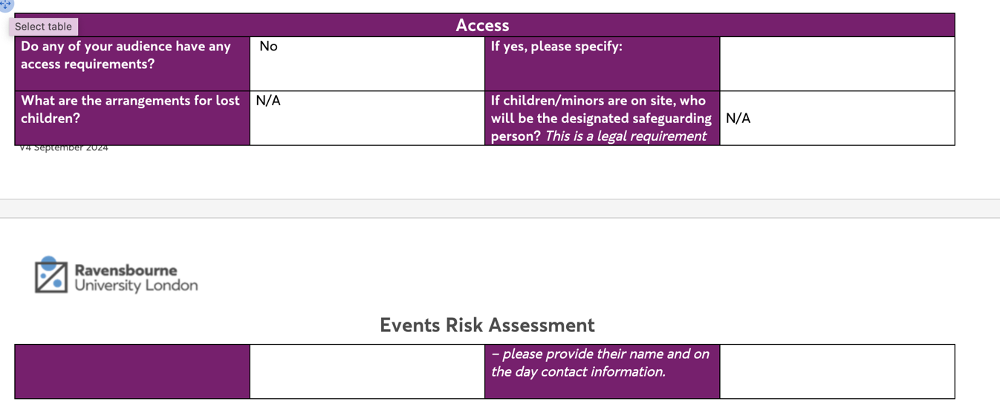 Select table
Access
Do any of your audience have any
access requirements?
No
If yes, please specify:
What are the arrangements for lost
children?
N/A
If children/minors are on site, who
will be the designated safeguarding
person? This is a legal requirement
N/A
V4 September 2024
Ravensbourne
University London
Events Risk Assessment
– please provide their name and on
the day contact information.